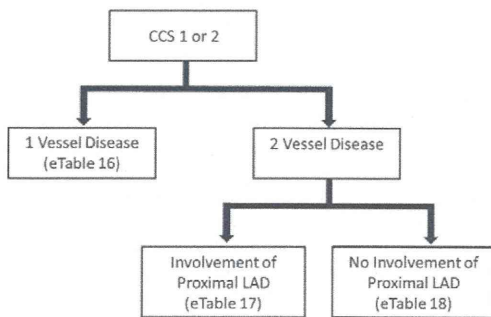 CCS 1 or 2
1 Vessel Disease
(eTable 16)
2 Vessel Disease
Involvement of
Proximal LAD
(eTable 17)
No Involvement of
Proximal LAD
(eTable 18)